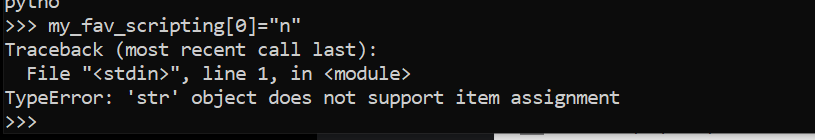 pytho
>>> my_fav_scripting[0]="n"
Traceback (most recent call last):
  File "<stdin>", line 1, in <module>
TypeError: 'str' object does not support item assignment
>>>